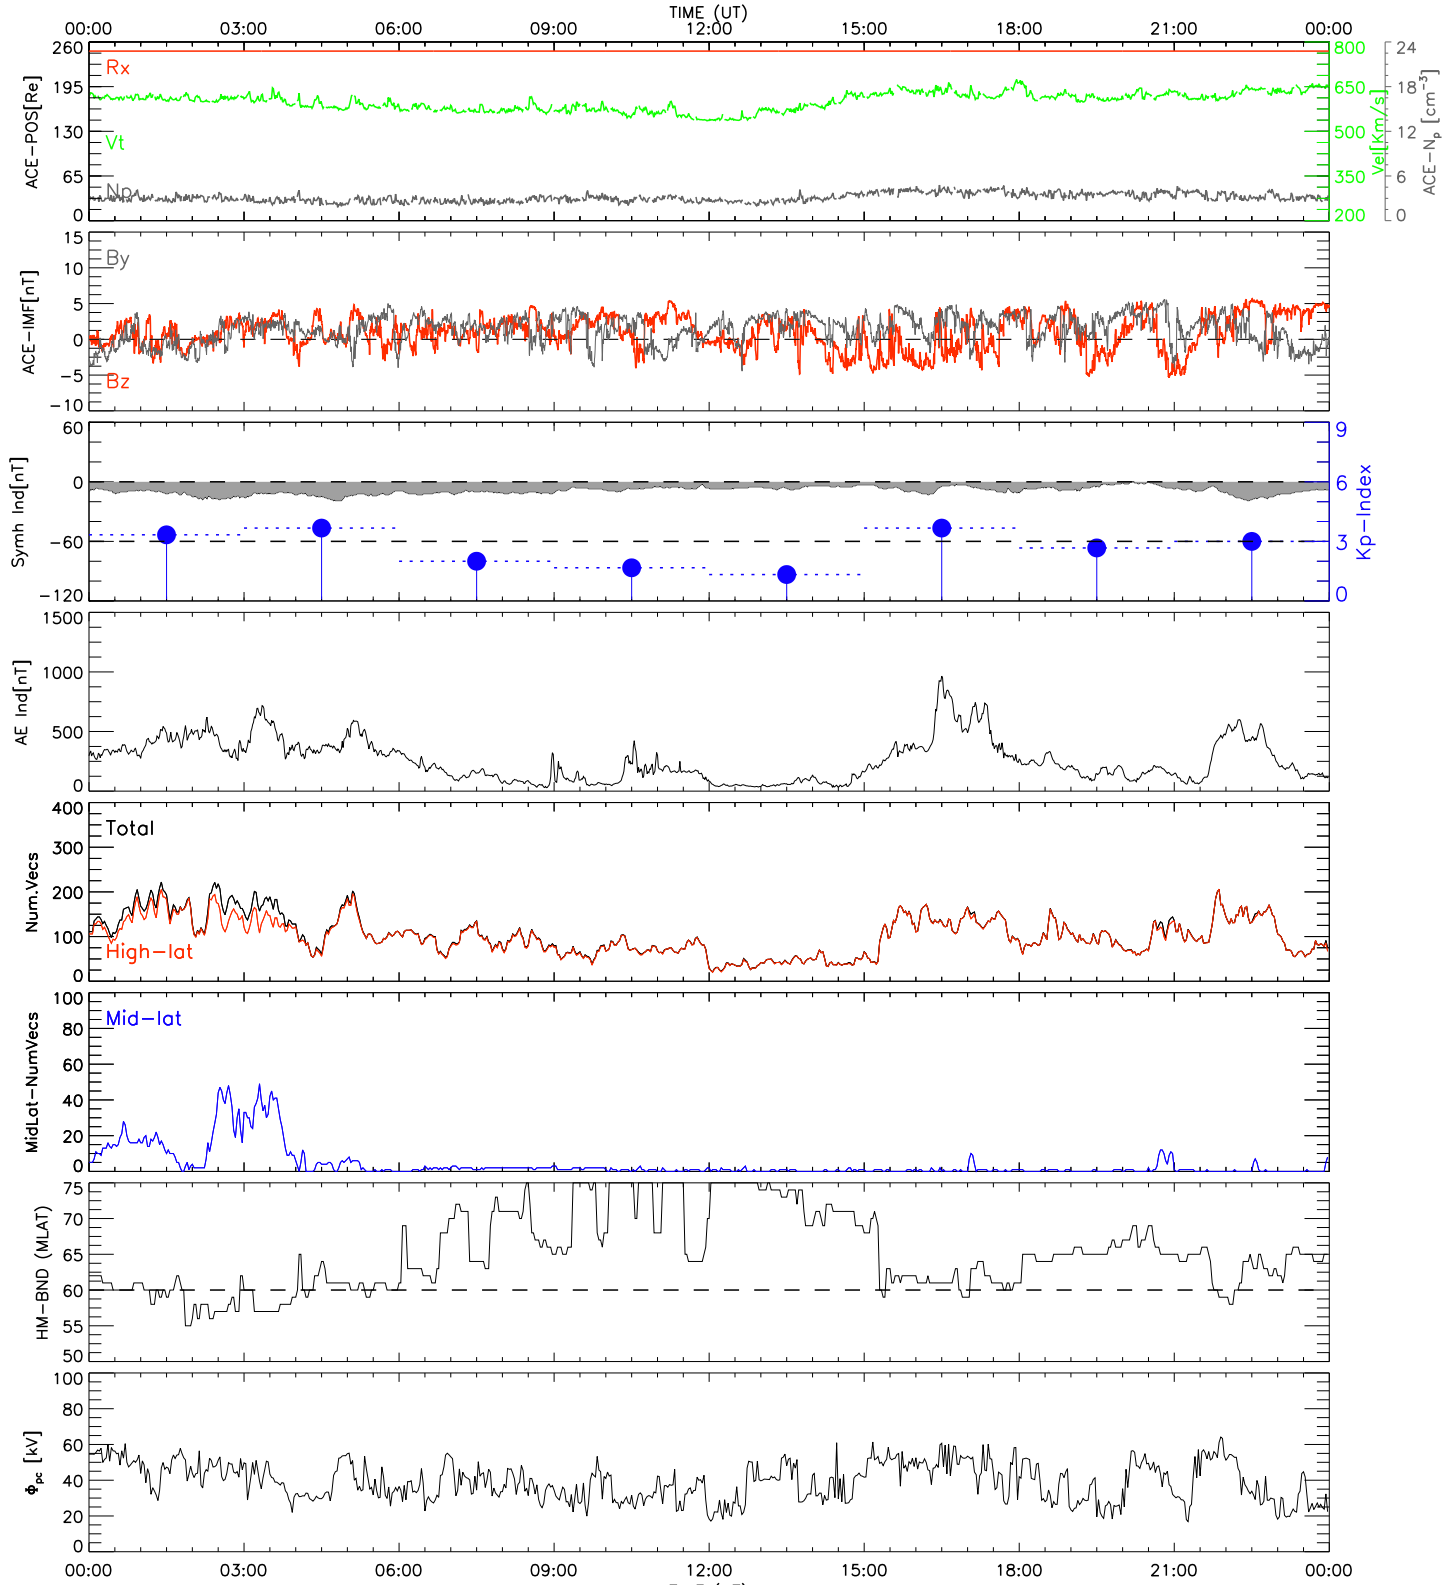 TIME (UT)
00:00 03:00 06:00 09:00 12:00 15:00 18:00 21:00 00:00
ACE-POS[Re]
260
195
130
65
0
Rx
Vt
Np
800
650
500
350
200
Vel[Km/s]
24
18
12
6
0
ACE-Np [cm-3]
ACE-IMF[nT]
15
10
5
0
-5
-10
By
Bz
Symh Ind[nT]
60
0
-60
-120
9
6
3
0
Kp-Index
AE Ind[nT]
1500
1000
500
0
Num.Vecs
400
300
200
100
0
Total
High-lat
MidLat-NumVecs
100
80
60
40
20
0
Mid-lat
HM-BND (MLAT)
75
70
65
60
55
50
Φpc [kV]
100
80
60
40
20
0
00:00 03:00 06:00 09:00 12:00 15:00 18:00 21:00 00:00